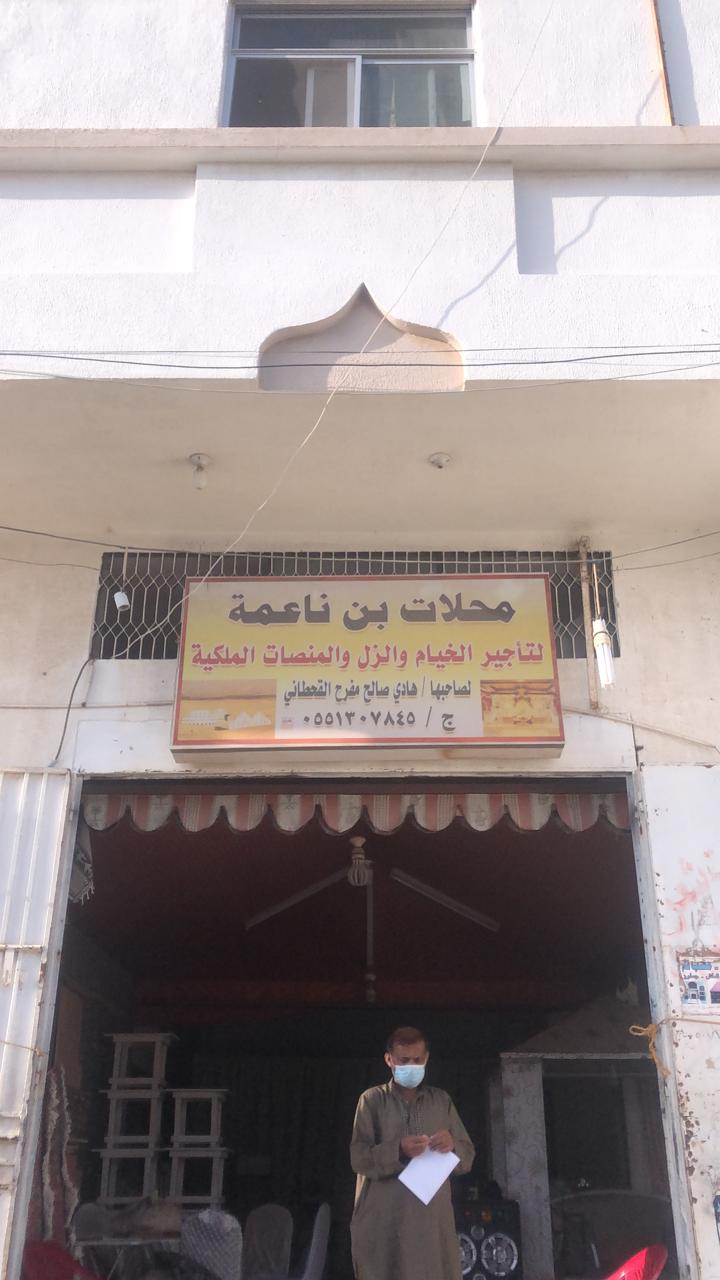 محلات بن ناعمة
لتأجير الخيام والزل والمنصات الملكية
لصاحبها / هادي صالح مفرح القحطاني
ج / ٠٥٥١٣٠٧٨٤٥